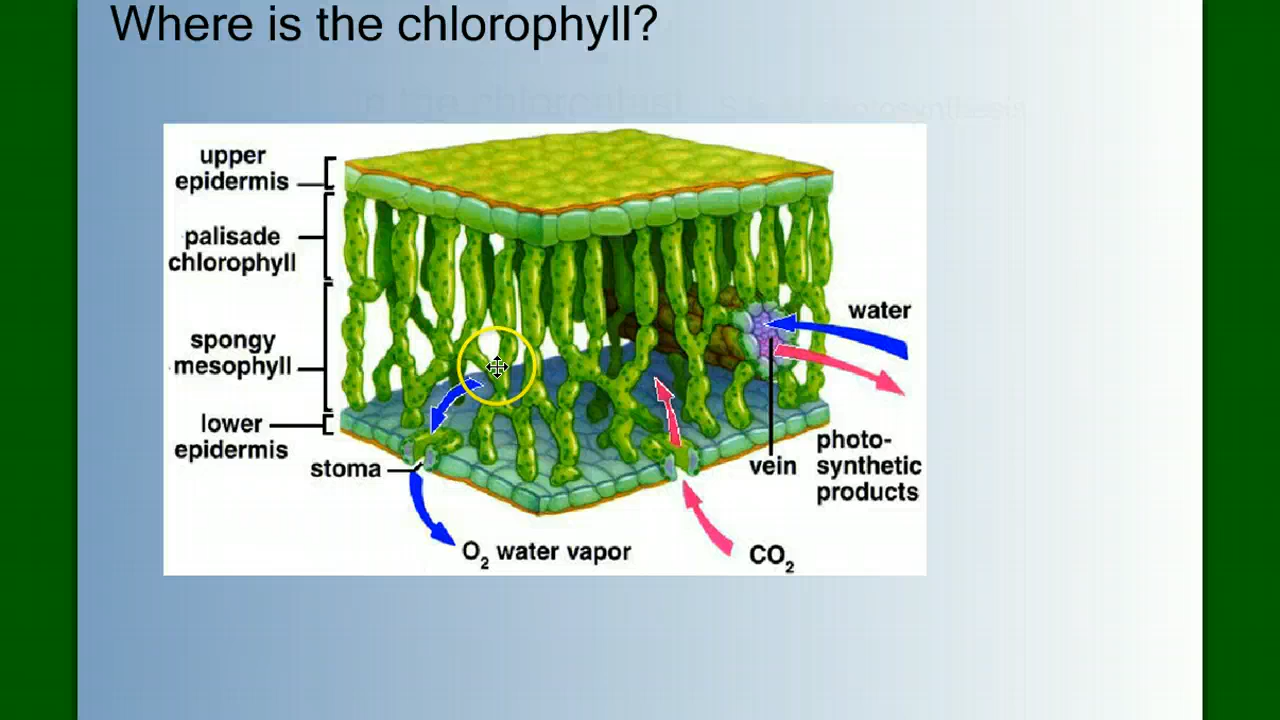 Where is the chlorophyll?
upper
epidermis
palisade
chlorophyll
spongy
mesophyll
lower
epidermis
stoma
O₂ water vapor
CO₂
vein
water
photo-
synthetic
products